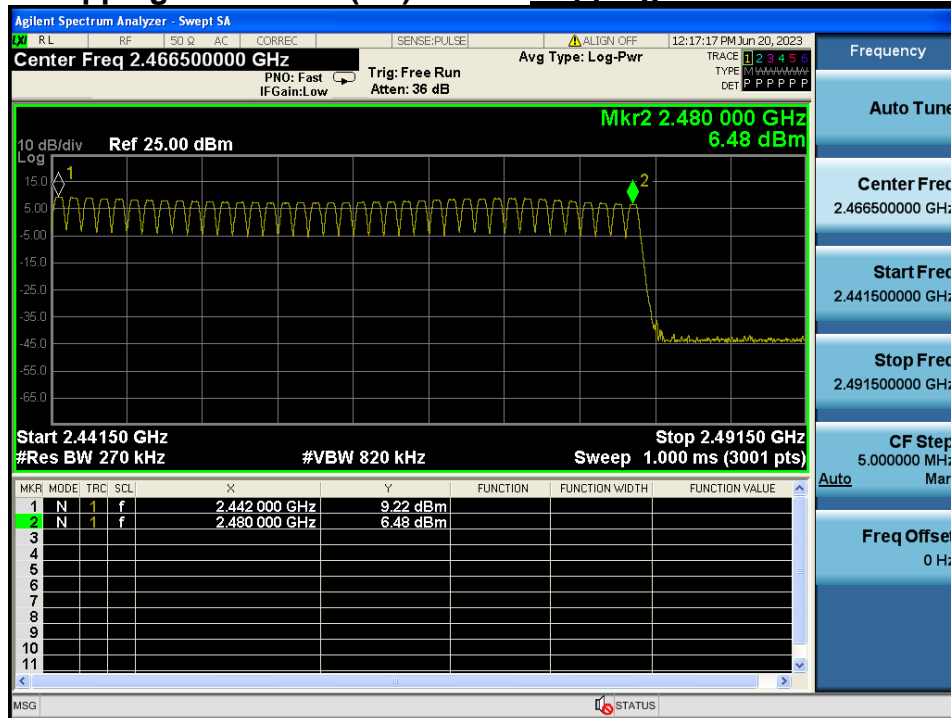 Agilent Spectrum Analyzer - Swept SA
LXI RL RF 50 Ω AC CORREC SENSE:PULSE ALIGN OFF 12:17:17 PM Jun 20, 2023
Center Freq 2.466500000 GHz
PNO: Fast
IFGain:Low
Trig: Free Run
Atten: 36 dB
Avg Type: Log-Pwr
TRACE 1 2 3 4 5 6
TYPE M
DET P P P P P P
Mkr2 2.480 000 GHz
6.48 dBm
10 dB/div Ref 25.00 dBm
Log
15.0
5.00
-5.00
-15.0
-25.0
-35.0
-45.0
-55.0
-65.0
1
2
Start 2.44150 GHz Stop 2.49150 GHz
#Res BW 270 kHz #VBW 820 kHz Sweep 1.000 ms (3001 pts)
MKR MODE TRC SCL X Y FUNCTION FUNCTION WIDTH FUNCTION VALUE
1 N 1 f 2.442 000 GHz 9.22 dBm
2 N 1 f 2.480 000 GHz 6.48 dBm
3
4
5
6
7
8
9
10
11
MSG STATUS
Frequency
Auto Tune
Center Freq
2.466500000 GHz
Start Freq
2.441500000 GHz
Stop Freq
2.491500000 GHz
CF Step
5.000000 MHz
Auto Man
Freq Offset
0 Hz